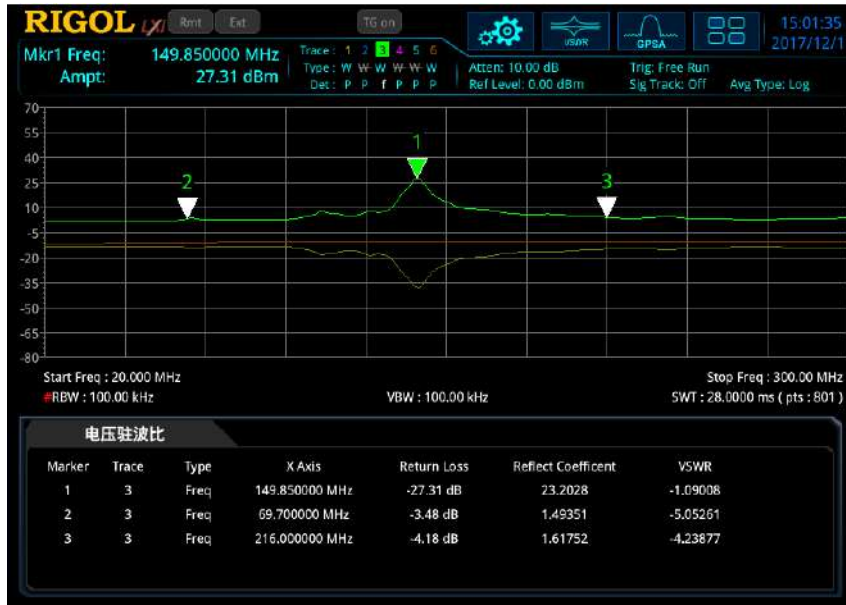 RIGOL LXI Rmt Ext TG on VSWR GPSA 15:01:35
2017/12/1
Mkr1 Freq: 149.850000 MHz
Ampt: 27.31 dBm
Trace: 1 2 3 4 5 6
Type: W W W W W W
Det: P P f P P P
Atten: 10.00 dB
Ref Level: 0.00 dBm
Trig: Free Run
Sig Track: Off Avg Type: Log
70
55
40
25
10
-5
-20
-35
-50
-65
-80
1
2
3
Start Freq : 20.000 MHz Stop Freq : 300.00 MHz
#RBW : 100.00 kHz VBW : 100.00 kHz SWT : 28.0000 ms ( pts : 801 )
电压驻波比
Marker Trace Type X Axis Return Loss Reflect Coefficent VSWR
1 3 Freq 149.850000 MHz -27.31 dB 23.2028 -1.09008
2 3 Freq 69.700000 MHz -3.48 dB 1.49351 -5.05261
3 3 Freq 216.000000 MHz -4.18 dB 1.61752 -4.23877